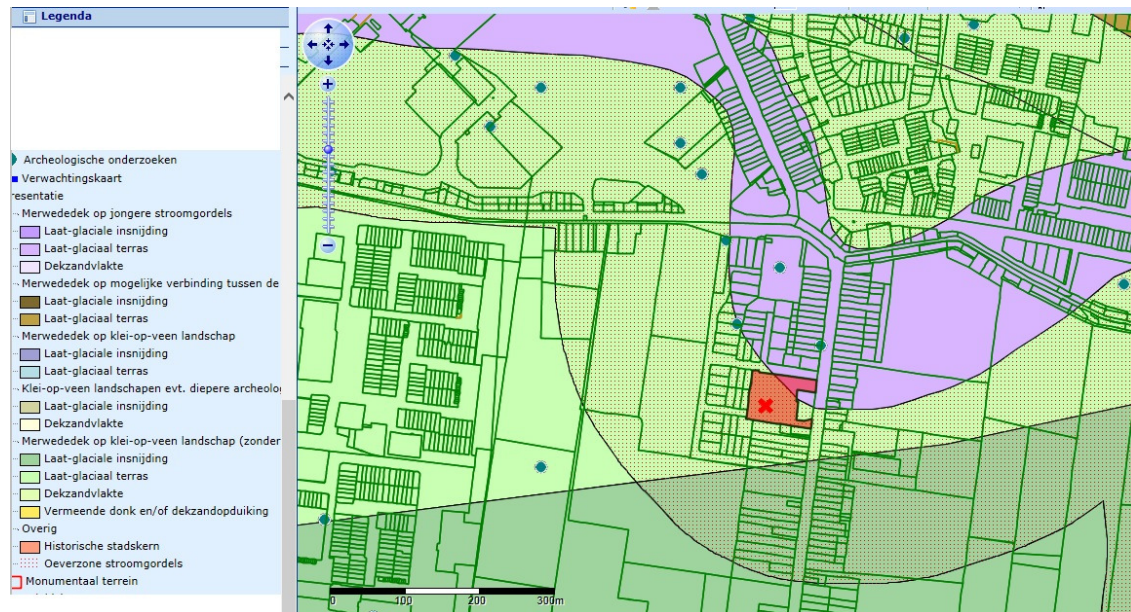 Legenda
Archeologische onderzoeken
Verwachtingskaart
resentatie
Merwededek op jongere stroomgordels
Laat-glaciale insnijding
Laat-glaciaal terras
Dekzandvlakte
Merwededek op mogelijke verbinding tussen de
Laat-glaciale insnijding
Laat-glaciaal terras
Merwededek op klei-op-veen landschap
Laat-glaciale insnijding
Laat-glaciaal terras
Klei-op-veen landschapen evt. diepere archeolo
Laat-glaciale insnijding
Dekzandvlakte
Merwededek op klei-op-veen landschap (zonder
Laat-glaciale insnijding
Laat-glaciaal terras
Dekzandvlakte
Vermeende donk en/of dekzandopduiking
Overig
Historische stadskern
Oeverzone stroomgordels
Monumentaal terrein
0 100 200 300m